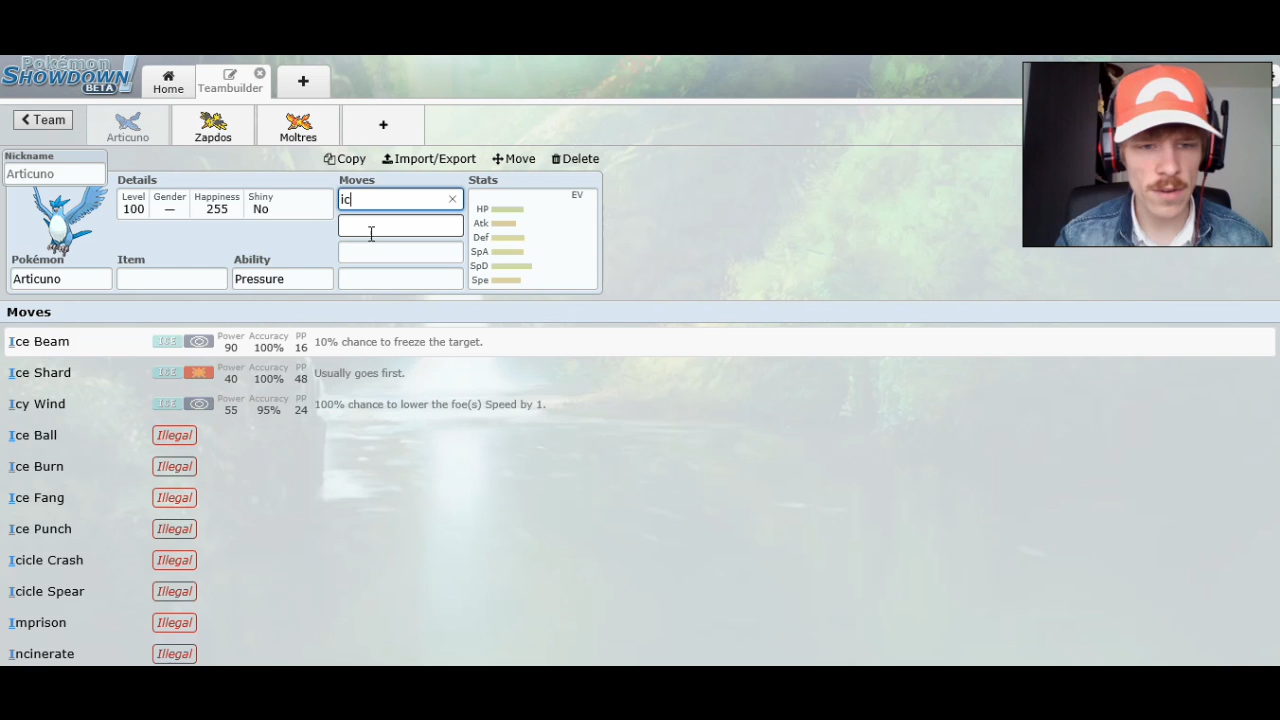 Pokémon
SHOWDOWN!
BETA
Home
Teambuilder
+
< Team
Articuno
Zapdos
Moltres
+
Copy
Import/Export
Move
Delete
Nickname
Articuno
Details
Level
100
Gender
—
Happiness
255
Shiny
No
Moves
ic
Stats
EV
HP
Atk
Def
SpA
SpD
Spe
Pokémon
Articuno
Item
Ability
Pressure
Moves
Ice Beam ICE Power 90 Accuracy 100% PP 16 10% chance to freeze the target.
Ice Shard ICE Power 40 Accuracy 100% PP 48 Usually goes first.
Icy Wind ICE Power 55 Accuracy 95% PP 24 100% chance to lower the foe(s) Speed by 1.
Ice Ball Illegal
Ice Burn Illegal
Ice Fang Illegal
Ice Punch Illegal
Icicle Crash Illegal
Icicle Spear Illegal
Imprison Illegal
Incinerate Illegal